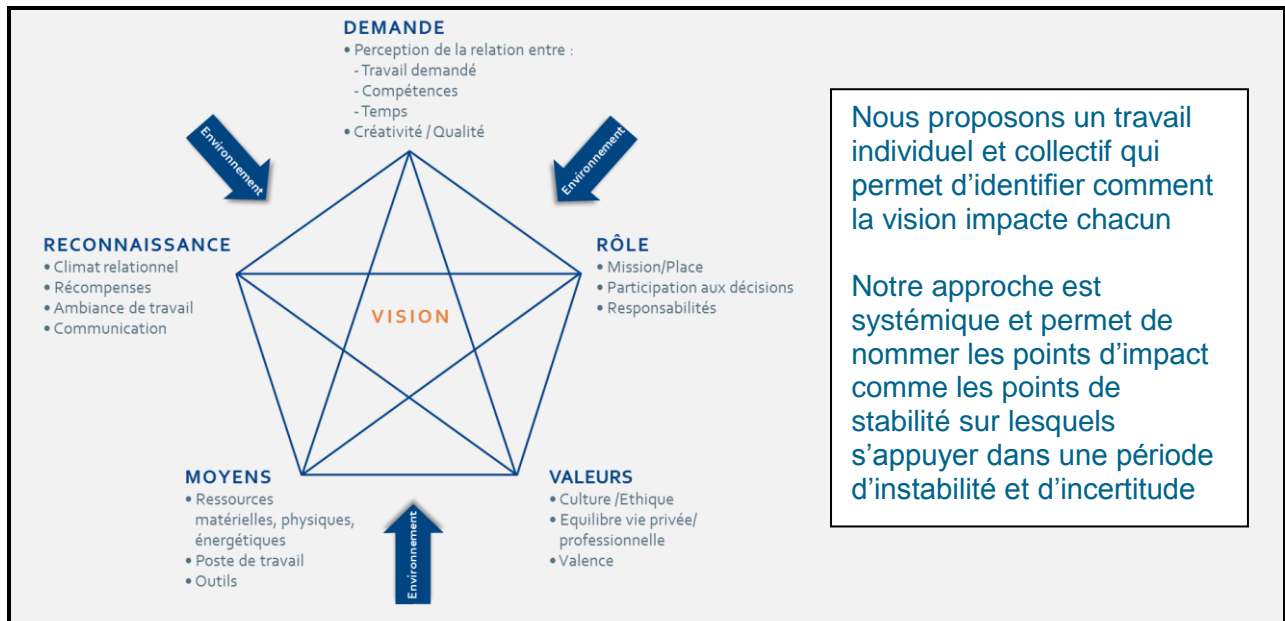 DEMANDE
• Perception de la relation entre :
- Travail demandé
- Compétences
- Temps
• Créativité / Qualité
Environnement
Environnement
RECONNAISSANCE
• Climat relationnel
• Récompenses
• Ambiance de travail
• Communication
RÔLE
• Mission/Place
• Participation aux décisions
• Responsabilités
VISION
MOYENS
• Ressources
matérielles, physiques,
énergétiques
• Poste de travail
• Outils
Environnement
VALEURS
• Culture /Ethique
• Equilibre vie privée/
professionnelle
• Valence
Nous proposons un travail
individuel et collectif qui
permet d'identifier comment
la vision impacte chacun
Notre approche est
systémique et permet de
nommer les points d'impact
comme les points de
stabilité sur lesquels
s'appuyer dans une période
d'instabilité et d'incertitude